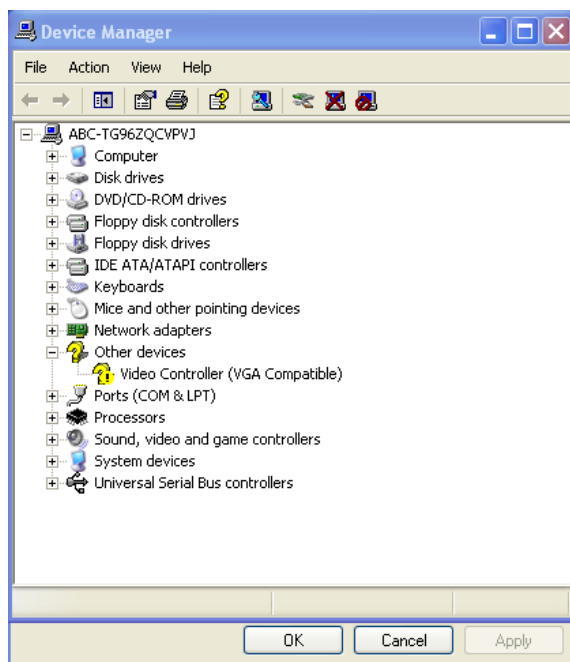 Device Manager
File Action View Help
ABC-TG96ZQCVPVJ
Computer
Disk drives
DVD/CD-ROM drives
Floppy disk controllers
Floppy disk drives
IDE ATA/ATAPI controllers
Keyboards
Mice and other pointing devices
Network adapters
Other devices
Video Controller (VGA Compatible)
Ports (COM & LPT)
Processors
Sound, video and game controllers
System devices
Universal Serial Bus controllers
OK Cancel Apply